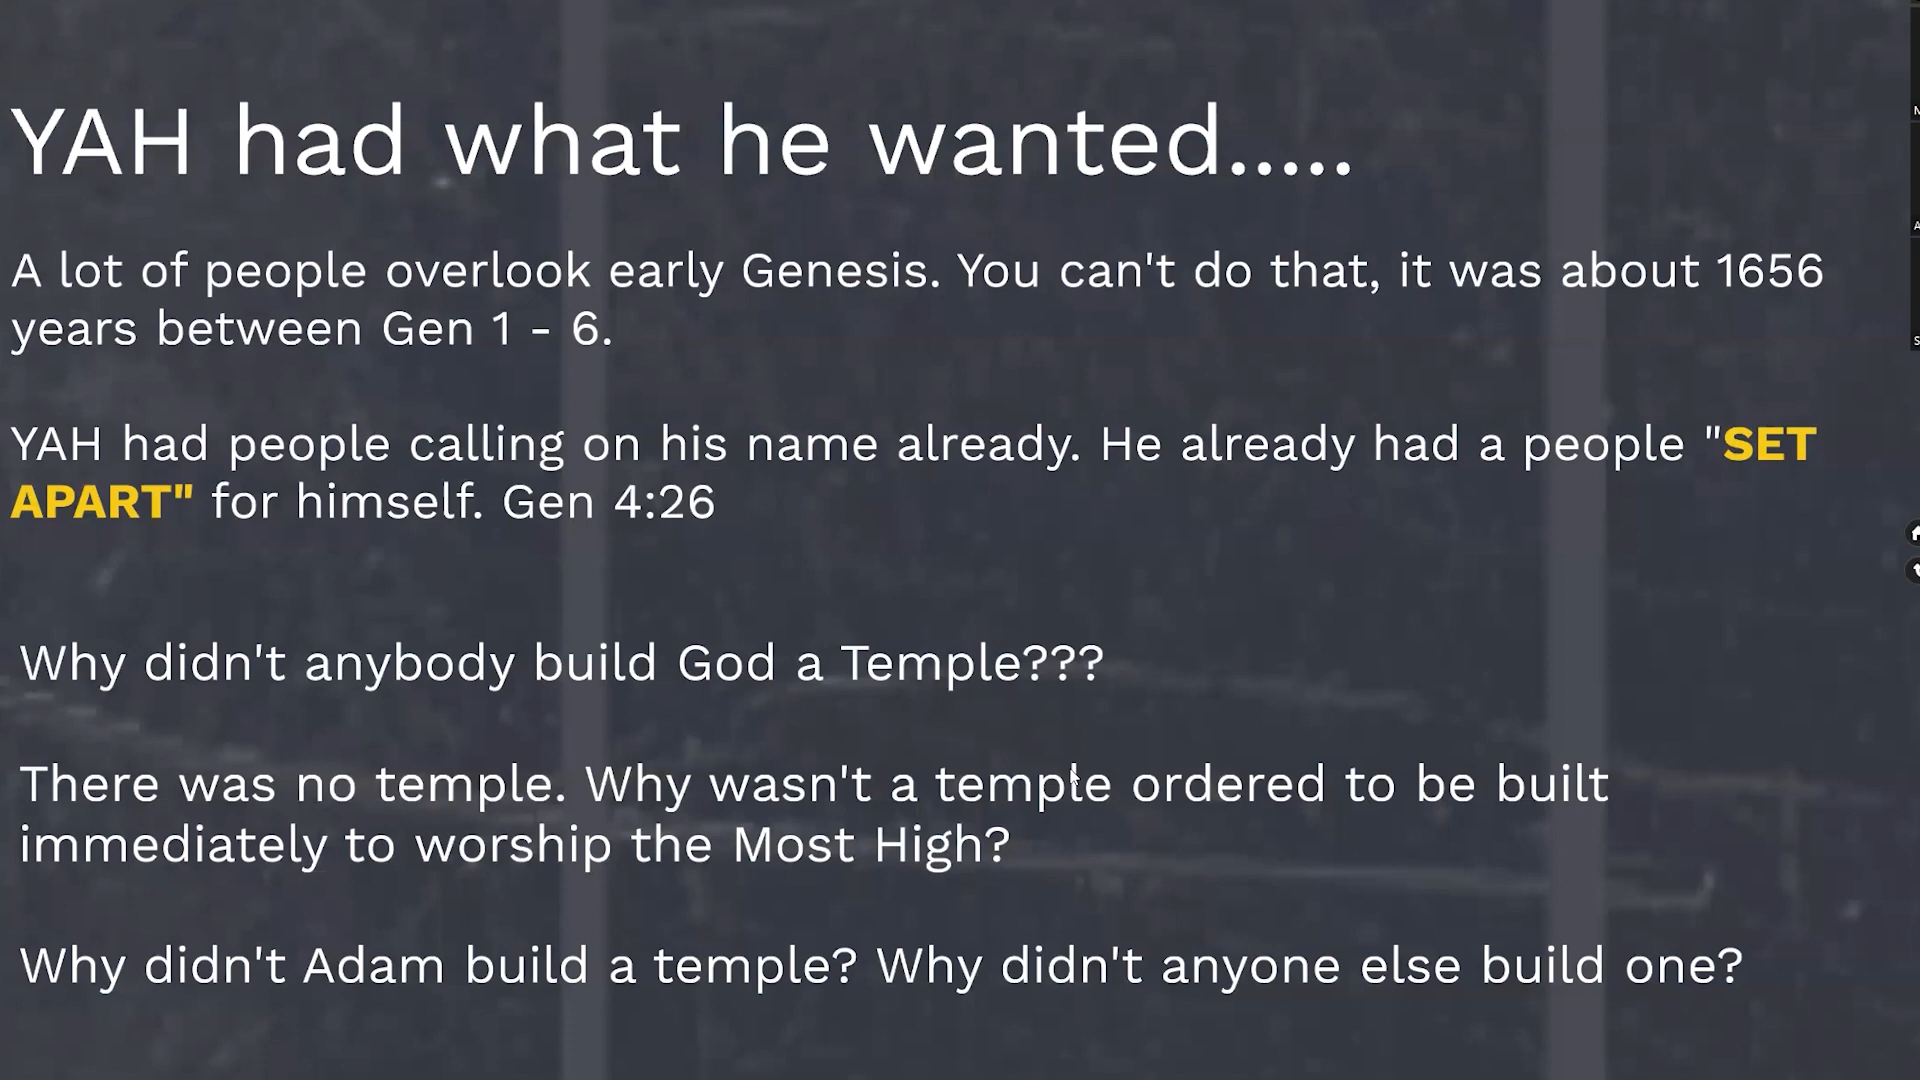 YAH had what he wanted.....
A lot of people overlook early Genesis. You can't do that, it was about 1656
years between Gen 1 - 6.
YAH had people calling on his name already. He already had a people "SET
APART" for himself. Gen 4:26
Why didn't anybody build God a Temple???
There was no temple. Why wasn't a temple ordered to be built
immediately to worship the Most High?
Why didn't Adam build a temple? Why didn't anyone else build one?